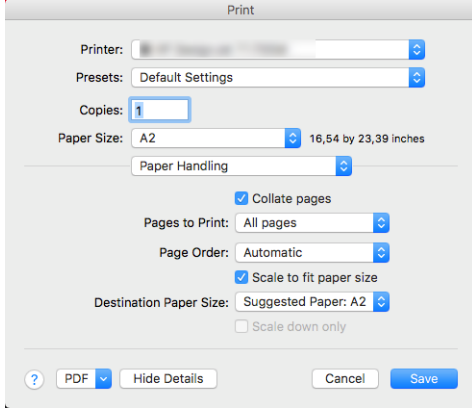 Print
Printer:
Presets: Default Settings
Copies: 1
Paper Size: A2 16,54 by 23,39 inches
Paper Handling
Collate pages
Pages to Print: All pages
Page Order: Automatic
Scale to fit paper size
Destination Paper Size: Suggested Paper: A2
Scale down only
? PDF Hide Details Cancel Save